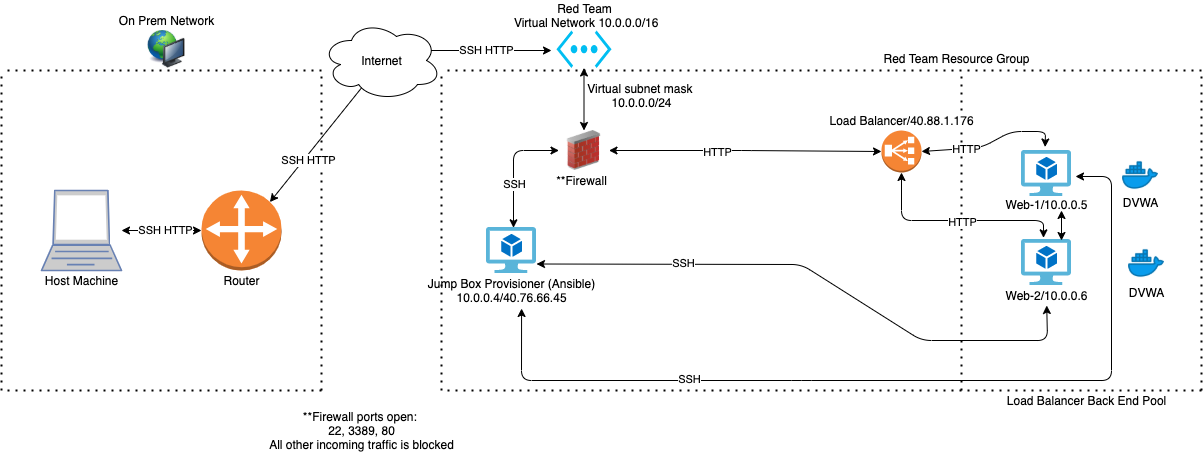 On Prem Network
Red Team
Virtual Network 10.0.0.0/16
Internet
SSH HTTP
Red Team Resource Group
Virtual subnet mask
10.0.0.0/24
Load Balancer/40.88.1.176
SSH HTTP
**Firewall
HTTP
HTTP
SSH
Web-1/10.0.0.5
DVWA
SSH HTTP
HTTP
Host Machine
Router
Jump Box Provisioner (Ansible)
10.0.0.4/40.76.66.45
SSH
Web-2/10.0.0.6
DVWA
SSH
Load Balancer Back End Pool
**Firewall ports open:
22, 3389, 80
All other incoming traffic is blocked